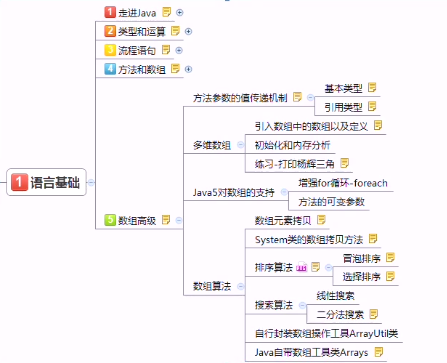 1 走进Java
2 类型和运算
3 流程语句
4 方法和数组
1 语言基础
5 数组高级
方法参数的值传递机制
基本类型
引用类型
多维数组
引入数组中的数组以及定义
初始化和内存分析
练习-打印杨辉三角
Java5对数组的支持
增强for循环-foreach
方法的可变参数
数组算法
数组元素拷贝
System类的数组拷贝方法
排序算法
冒泡排序
选择排序
搜素算法
线性搜索
二分法搜索
自行封装数组操作工具ArrayUtil类
Java自带数组工具类Arrays